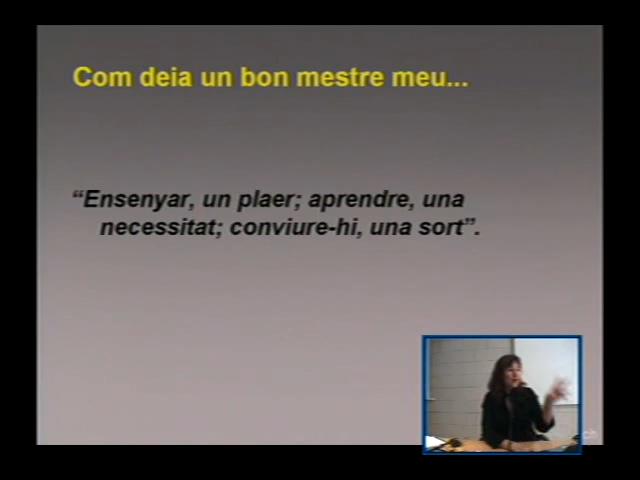 Com deia un bon mestre meu...
“Ensenyar, un plaer; aprendre, una
necessitat; conviure-hi, una sort”.